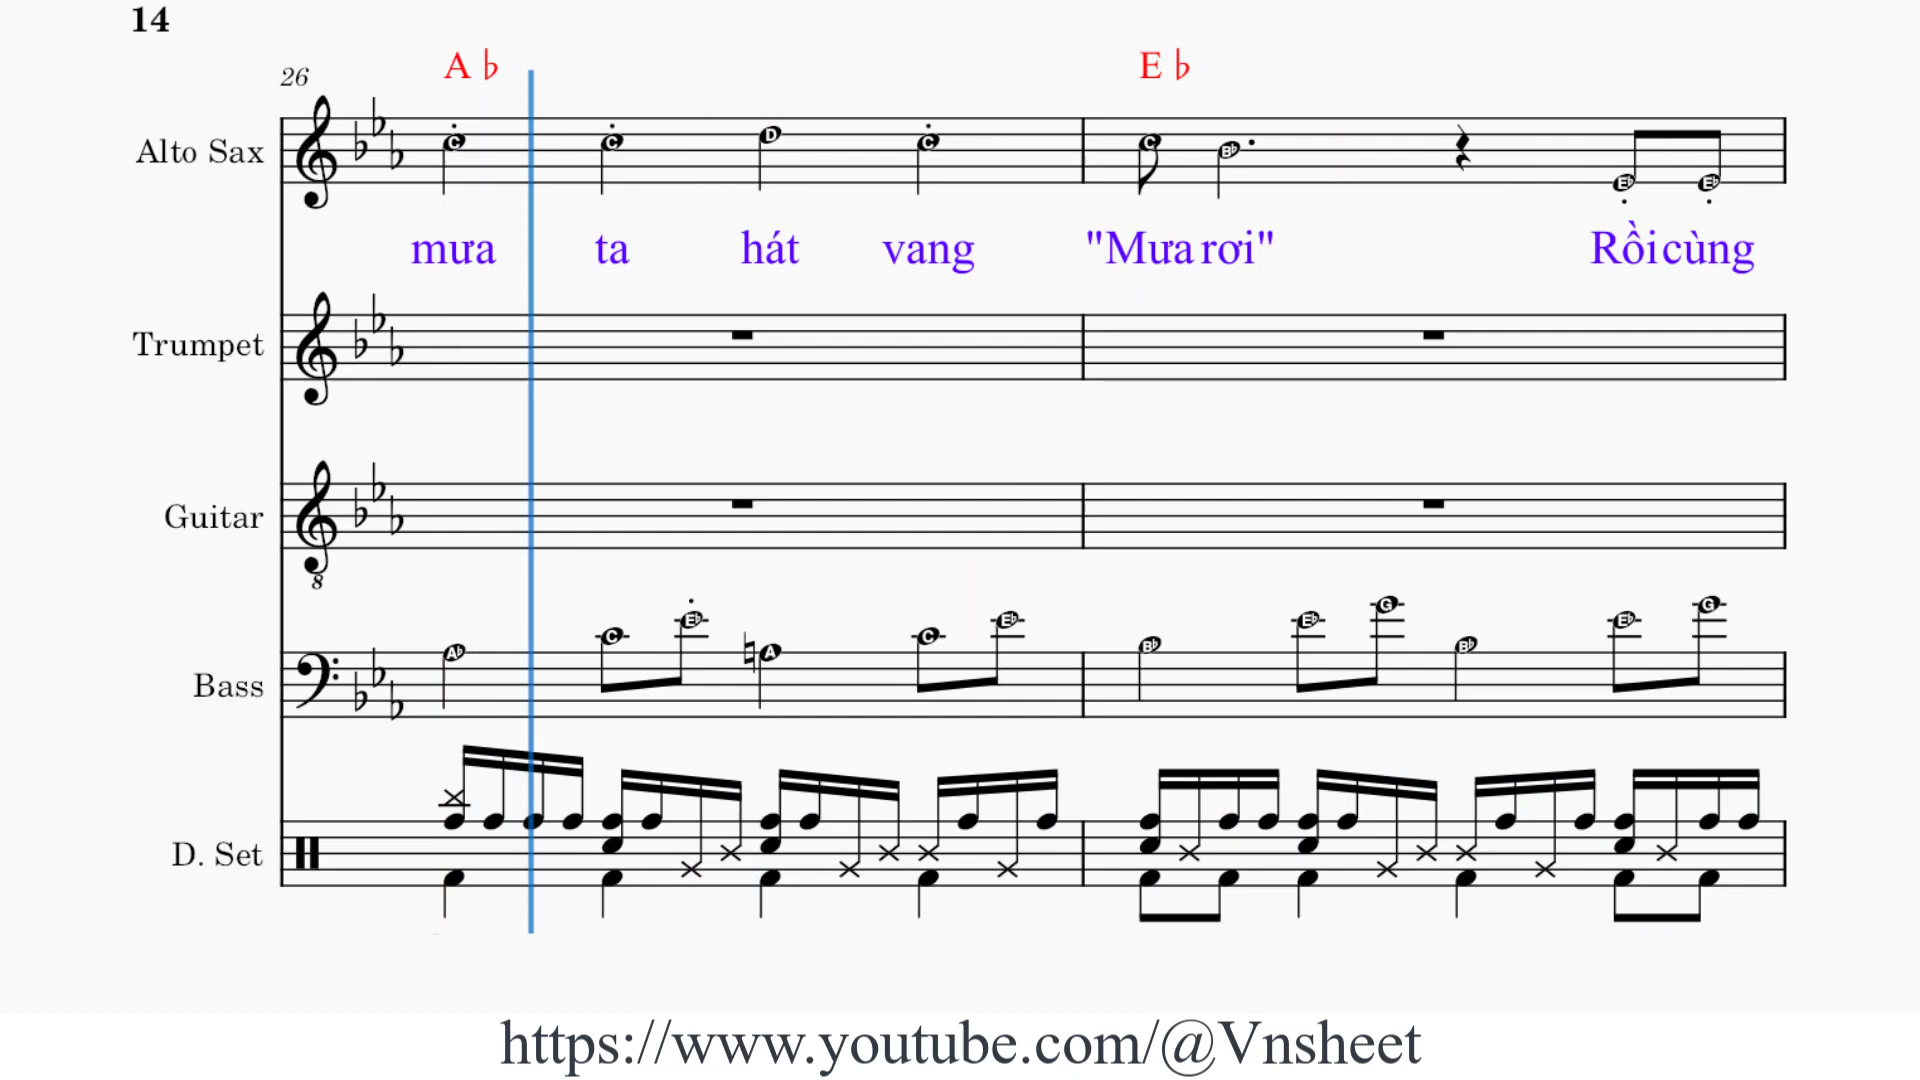 14
26 A ♭ E ♭
Alto Sax C C D C C B♭ E♭ E♭
mưa ta hát vang "Mưa rơi" Rồi cùng
Trumpet
Guitar
8
Bass A♭ C E♭ A C E♭ B♭ E♭ G B♭ E♭ G
D. Set
https://www.youtube.com/@Vnsheet